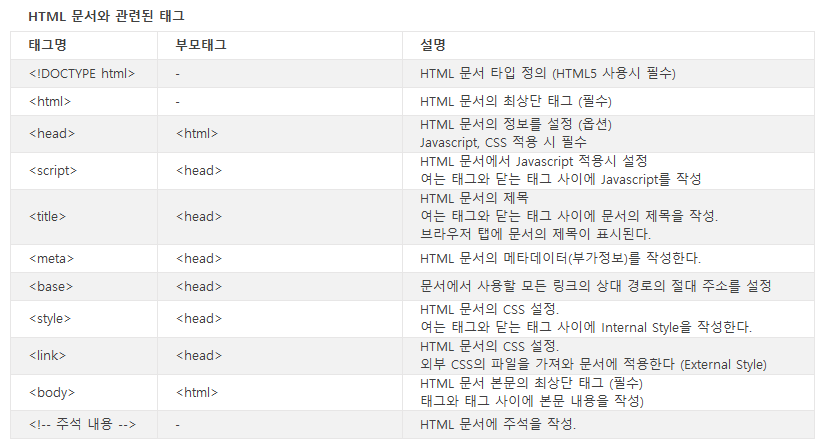 HTML 문서와 관련된 태그
태그명 부모태그 설명
<!DOCTYPE html> - HTML 문서 타입 정의 (HTML5 사용시 필수)
<html> - HTML 문서의 최상단 태그 (필수)
<head> <html> HTML 문서의 정보를 설정 (옵션)
Javascript, CSS 적용 시 필수
<script> <head> HTML 문서에서 Javascript 적용시 설정
여는 태그와 닫는 태그 사이에 Javascript를 작성
<title> <head> HTML 문서의 제목
여는 태그와 닫는 태그 사이에 문서의 제목을 작성.
브라우저 탭에 문서의 제목이 표시된다.
<meta> <head> HTML 문서의 메타데이터(부가정보)를 작성한다.
<base> <head> 문서에서 사용할 모든 링크의 상대 경로의 절대 주소를 설정
<style> <head> HTML 문서의 CSS 설정.
여는 태그와 닫는 태그 사이에 Internal Style을 작성한다.
<link> <head> HTML 문서의 CSS 설정.
외부 CSS의 파일을 가져와 문서에 적용한다 (External Style)
<body> <html> HTML 문서 본문의 최상단 태그 (필수)
태그와 태그 사이에 본문 내용을 작성)
<!-- 주석 내용 --> - HTML 문서에 주석을 작성.